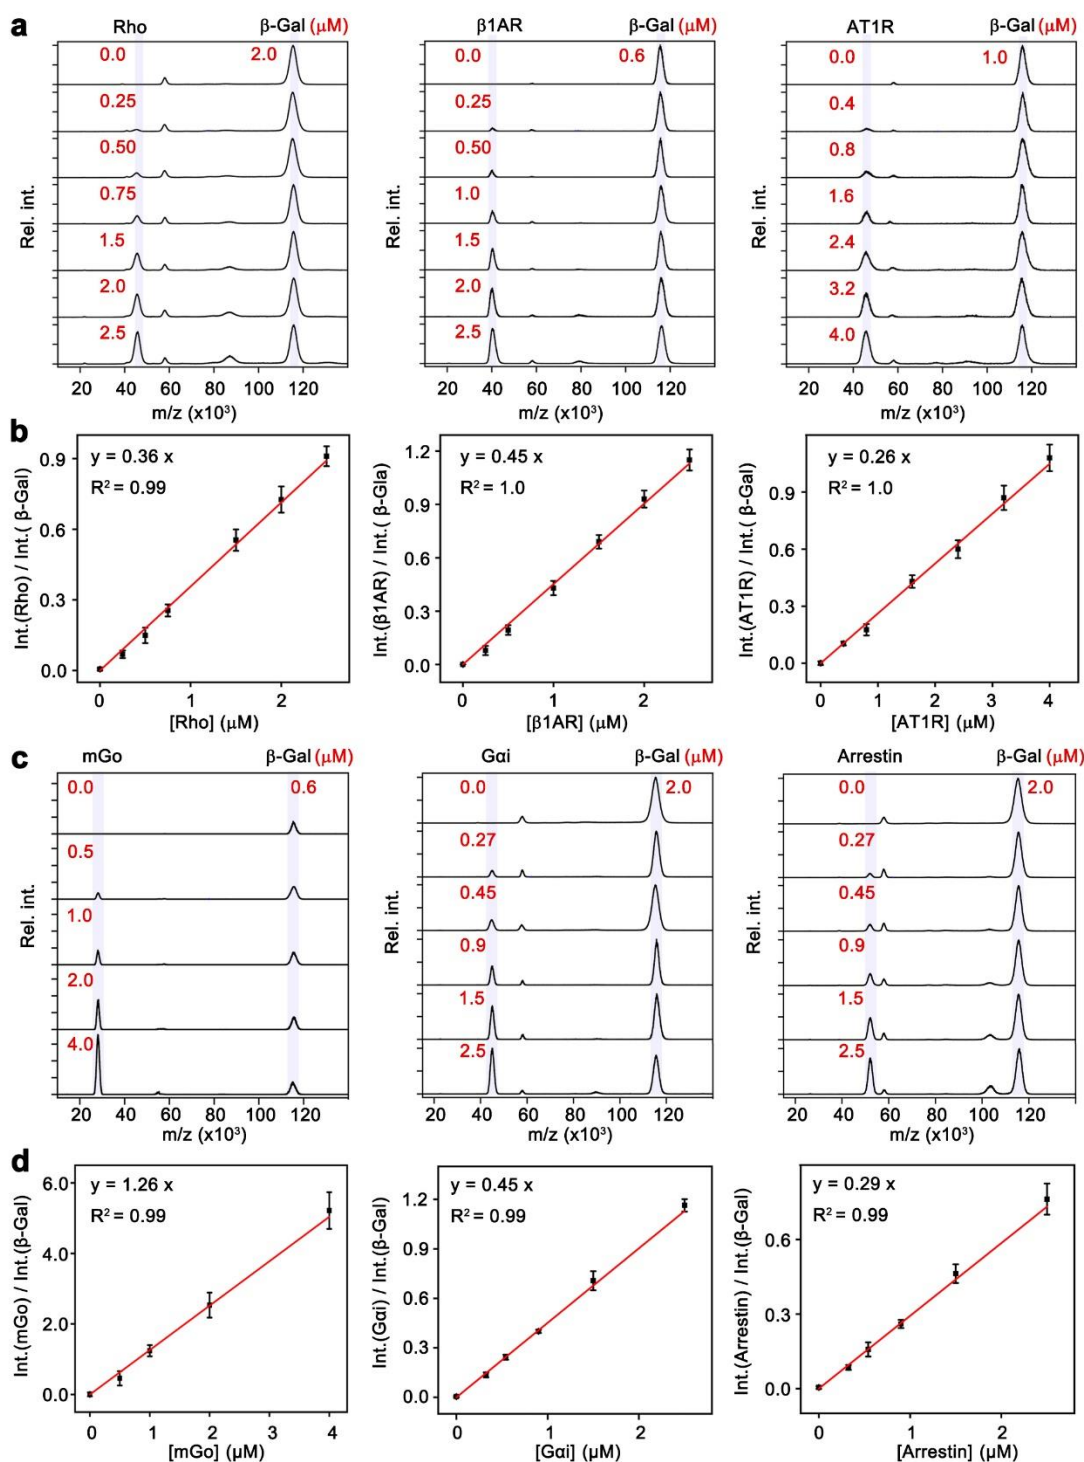 a
Rho β-Gal (μM)
0.0 2.0
0.25
0.50
0.75
1.5
2.0
2.5
Rel. int.
20 40 60 80 100 120
m/z (x10³)
β1AR β-Gal (μM)
0.0 0.6
0.25
0.50
1.0
1.5
2.0
2.5
Rel. int.
20 40 60 80 100 120
m/z (x10³)
AT1R β-Gal (μM)
0.0 1.0
0.4
0.8
1.6
2.4
3.2
4.0
Rel. int.
20 40 60 80 100 120
m/z (x10³)
b
y = 0.36 x
R² = 0.99
Int.(Rho) / Int.( β-Gal)
0.9
0.6
0.3
0.0
0 1 2
[Rho] (μM)
y = 0.45 x
R² = 1.0
Int.(β1AR) / Int.( β-Gla)
1.2
0.9
0.6
0.3
0.0
0 1 2
[β1AR] (μM)
y = 0.26 x
R² = 1.0
Int.(AT1R) / Int.( β-Gal)
0.9
0.6
0.3
0.0
0 1 2 3 4
[AT1R] (μM)
c
mGo β-Gal (μM)
0.0 0.6
0.5
1.0
2.0
4.0
Rel. int.
20 40 60 80 100 120
m/z (x10³)
Gαi β-Gal (μM)
0.0 2.0
0.27
0.45
0.9
1.5
2.5
Rel. int.
20 40 60 80 100 120
m/z (x10³)
Arrestin β-Gal (μM)
0.0 2.0
0.27
0.45
0.9
1.5
2.5
Rel. int.
20 40 60 80 100 120
m/z (x10³)
d
y = 1.26 x
R² = 0.99
Int.(mGo) / Int.(β-Gal)
6.0
4.0
2.0
0.0
0 1 2 3 4
[mGo] (μM)
y = 0.45 x
R² = 0.99
Int.(Gαi) / Int.(β-Gal)
1.2
0.9
0.6
0.3
0.0
0 1 2
[Gαi] (μM)
y = 0.29 x
R² = 0.99
Int.(Arrestin) / Int.(β-Gal)
0.6
0.3
0.0
0 1 2
[Arrestin] (μM)